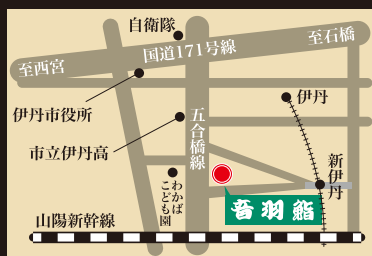 自衛隊
国道171号線
至石橋
至西宮
伊丹市役所
伊丹
市立伊丹高
五合橋線
新伊丹
わかば
こども園
音羽鮨
山陽新幹線